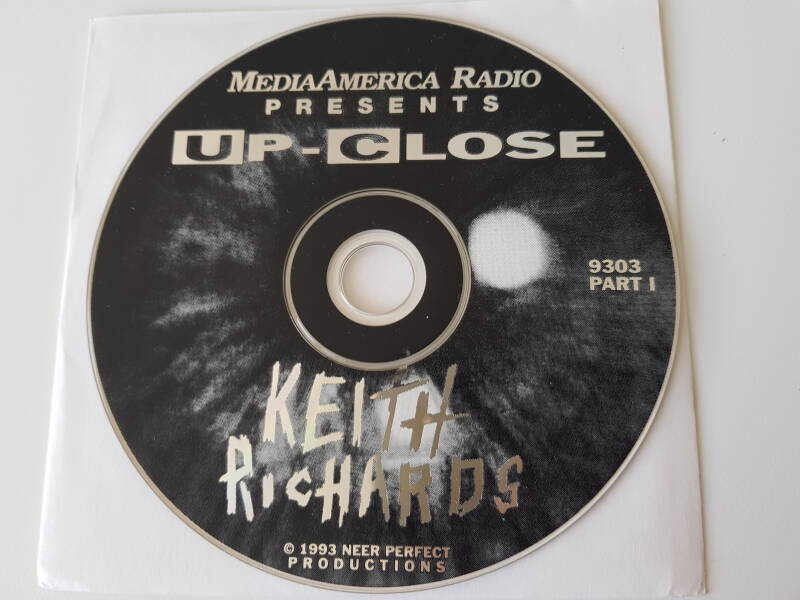 MEDIAAMERICA RADIO
PRESENTS
UP-CLOSE
9303
PART I
KEITH
RICHARDS
© 1993 NEER PERFECT
PRODUCTIONS